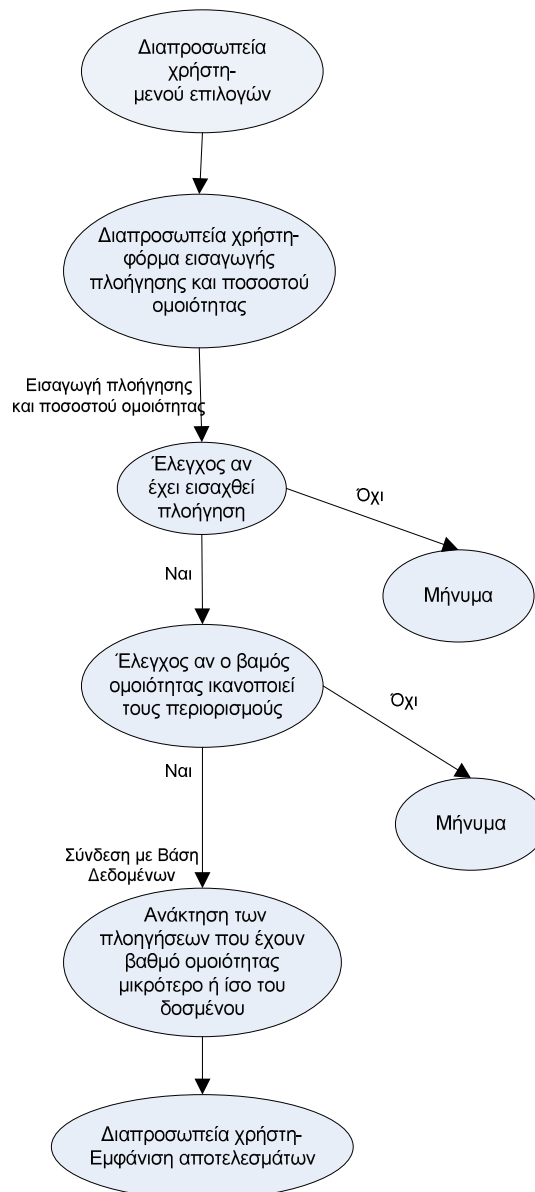 Διαπροσωπεία
χρήστη-
μενού επιλογών
Διαπροσωπεία χρήστη-
φόρμα εισαγωγής
πλοήγησης και ποσοστού
ομοιότητας
Εισαγωγή πλοήγησης
και ποσοστού ομοιότητας
Έλεγχος αν
έχει εισαχθεί
πλοήγηση
Όχι
Μήνυμα
Ναι
Έλεγχος αν ο βαμός
ομοιότητας ικανοποιεί
τους περιορισμούς
Όχι
Μήνυμα
Ναι
Σύνδεση με Βάση
Δεδομένων
Ανάκτηση των
πλοηγήσεων που έχουν
βαθμό ομοιότητας
μικρότερο ή ίσο του
δοσμένου
Διαπροσωπεία χρήστη-
Εμφάνιση αποτελεσμάτων